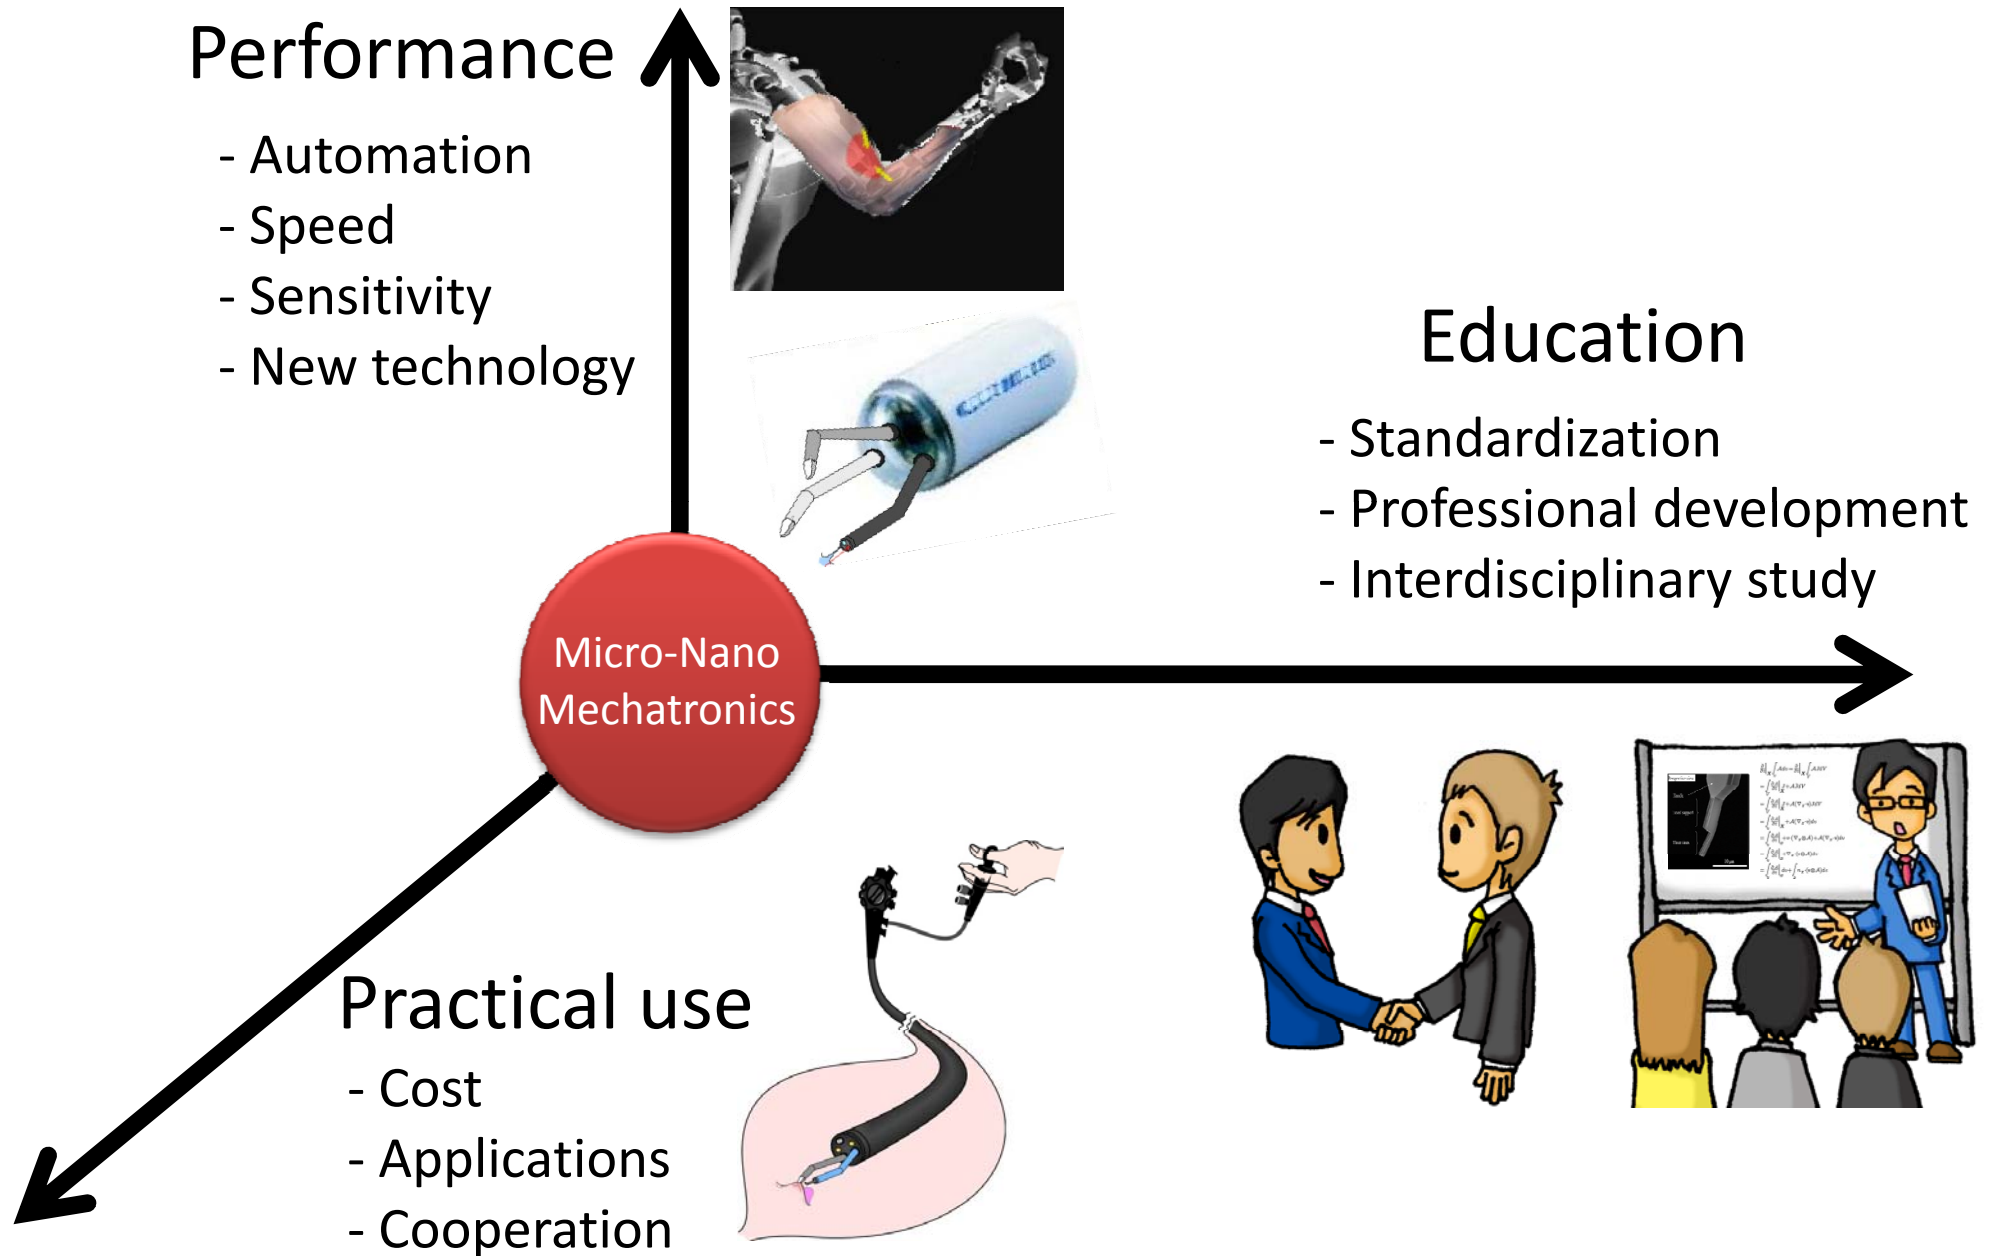 Performance
- Automation
- Speed
- Sensitivity
- New technology
Education
- Standardization
- Professional development
- Interdisciplinary study
Micro-Nano
Mechatronics
Practical use
- Cost
- Applications
- Cooperation